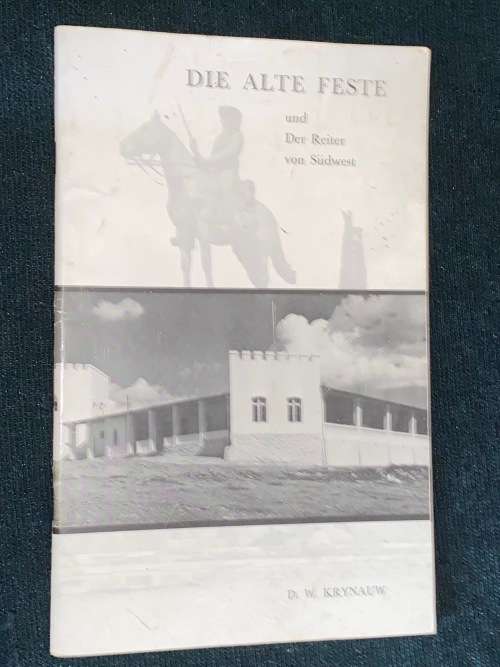 DIE ALTE FESTE
und
Der Reiter
von Südwest
D. W. KRYNAUW